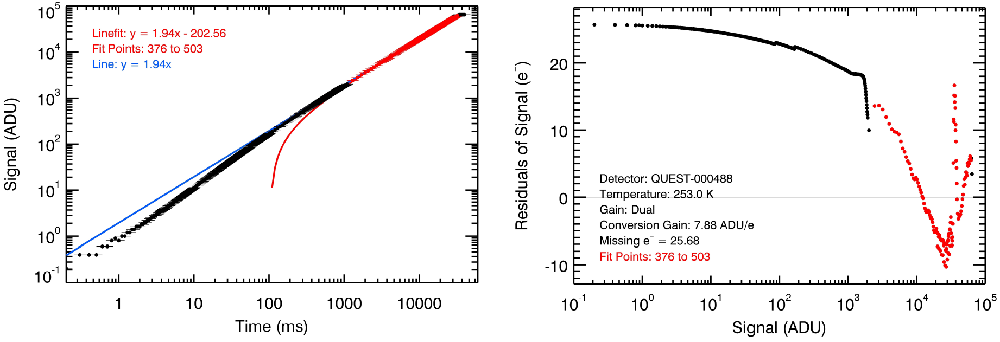 Linefit: y = 1.94x - 202.56
Fit Points: 376 to 503
Line: y = 1.94x
10^5
10^4
10^3
10^2
10^1
10^0
10^-1
Signal (ADU)
1 10 100 1000 10000
Time (ms)
20
10
0
-10
Residuals of Signal (e⁻)
Detector: QUEST-000488
Temperature: 253.0 K
Gain: Dual
Conversion Gain: 7.88 ADU/e⁻
Missing e⁻ = 25.68
Fit Points: 376 to 503
10^-1 10^0 10^1 10^2 10^3 10^4 10^5
Signal (ADU)